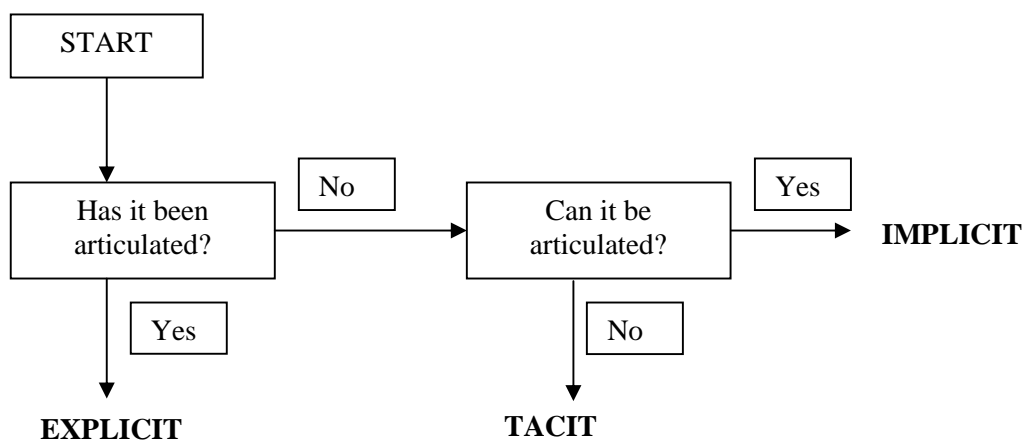 START
Has it been
articulated?
No
Can it be
articulated?
Yes
IMPLICIT
Yes
No
EXPLICIT
TACIT